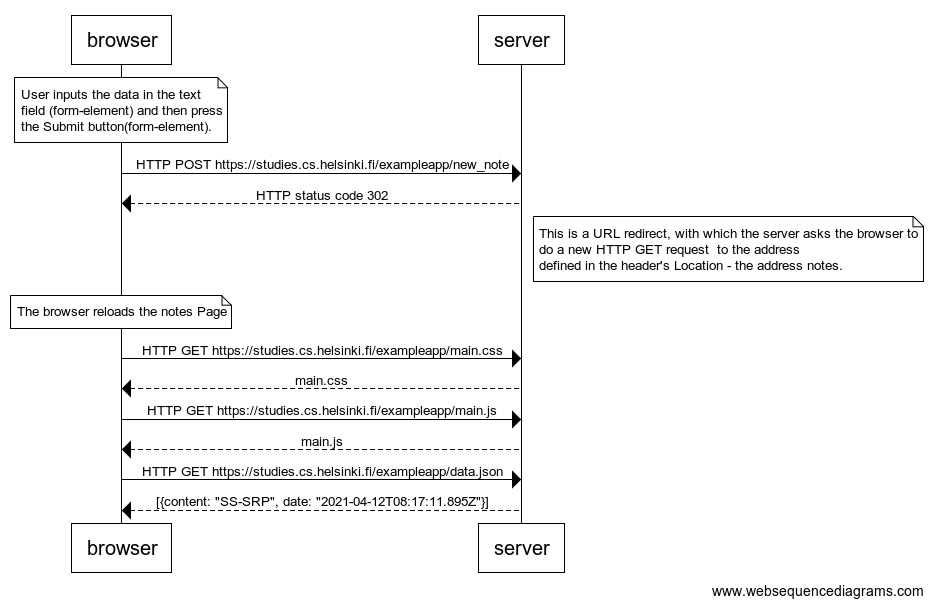 browser
server
User inputs the data in the text
field (form-element) and then press
the Submit button(form-element).
HTTP POST https://studies.cs.helsinki.fi/exampleapp/new_note
HTTP status code 302
This is a URL redirect, with which the server asks the browser to
do a new HTTP GET request  to the address
defined in the header's Location - the address notes.
The browser reloads the notes Page
HTTP GET https://studies.cs.helsinki.fi/exampleapp/main.css
main.css
HTTP GET https://studies.cs.helsinki.fi/exampleapp/main.js
main.js
HTTP GET https://studies.cs.helsinki.fi/exampleapp/data.json
[{content: "SS-SRP", date: "2021-04-12T08:17:11.895Z"}]
browser
server
www.websequencediagrams.com